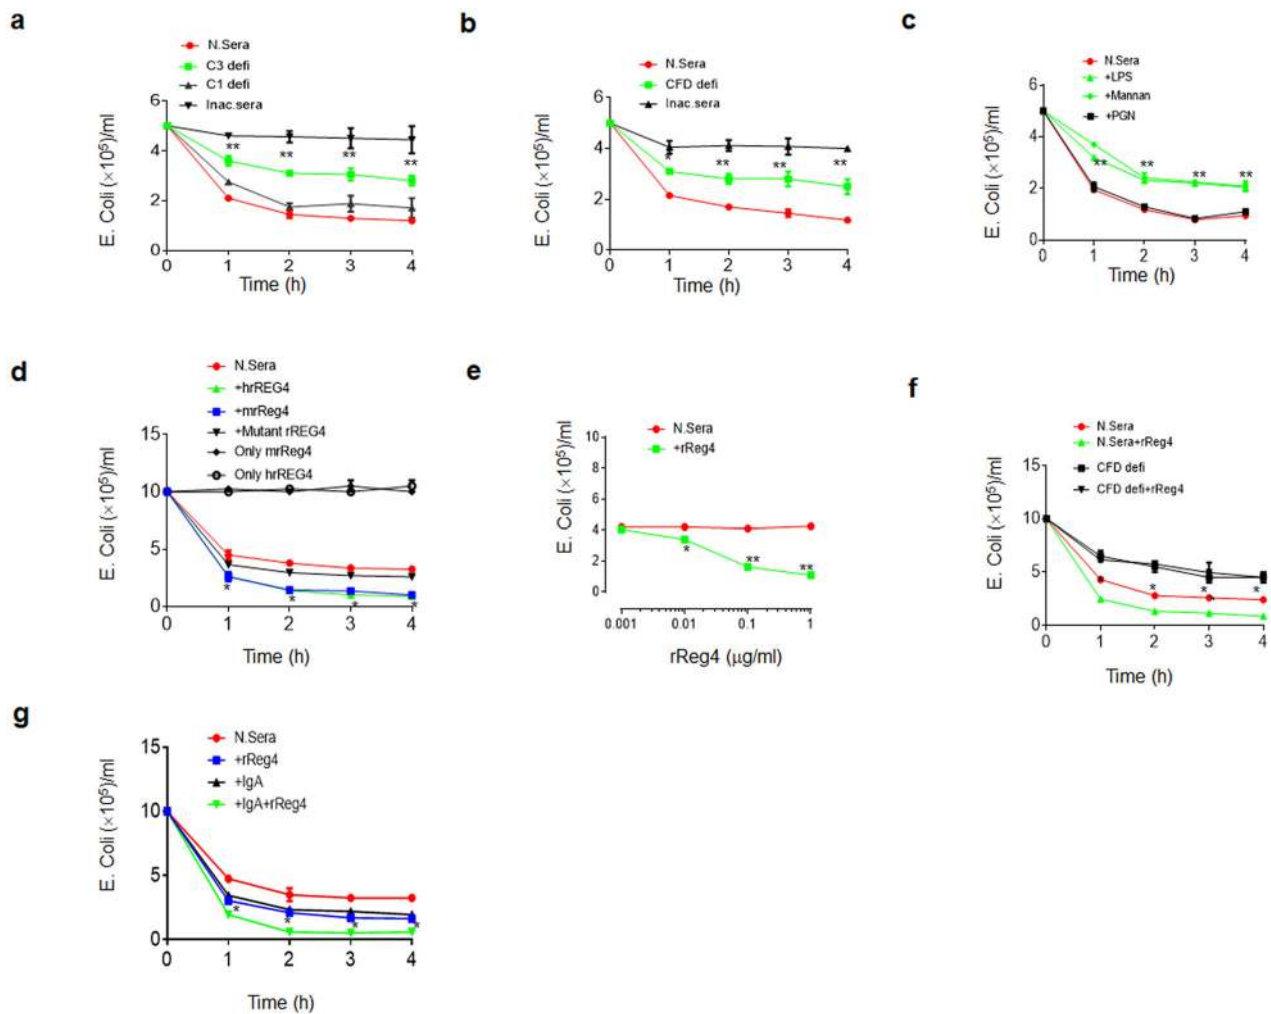 a
N.Sera
C3 defi
C1 defi
Inac.sera
E. Coli (×10⁵)/ml
6
4
2
0
** ** ** **
0 1 2 3 4
Time (h)
b
N.Sera
CFD defi
Inac.sera
E. Coli (×10⁵)/ml
6
4
2
0
* ** ** **
0 1 2 3 4
Time (h)
c
N.Sera
+LPS
+Mannan
+PGN
E. Coli (×10⁵)/ml
6
4
2
0
** ** ** **
0 1 2 3 4
Time (h)
d
N.Sera
+hrREG4
+mrReg4
+Mutant rREG4
Only mrReg4
Only hrREG4
E. Coli (×10⁵)/ml
15
10
5
0
* * * *
0 1 2 3 4
Time (h)
e
N.Sera
+rReg4
E. Coli (×10⁵)/ml
10
8
6
4
2
0
* ** **
0.001 0.01 0.1 1
rReg4 (μg/ml)
f
N.Sera
N.Sera+rReg4
CFD defi
CFD defi+rReg4
E. Coli (×10⁵)/ml
15
10
5
0
* * *
0 1 2 3 4
Time (h)
g
N.Sera
+rReg4
+IgA
+IgA+rReg4
E. Coli (×10⁵)/ml
15
10
5
0
* * * *
0 1 2 3 4
Time (h)